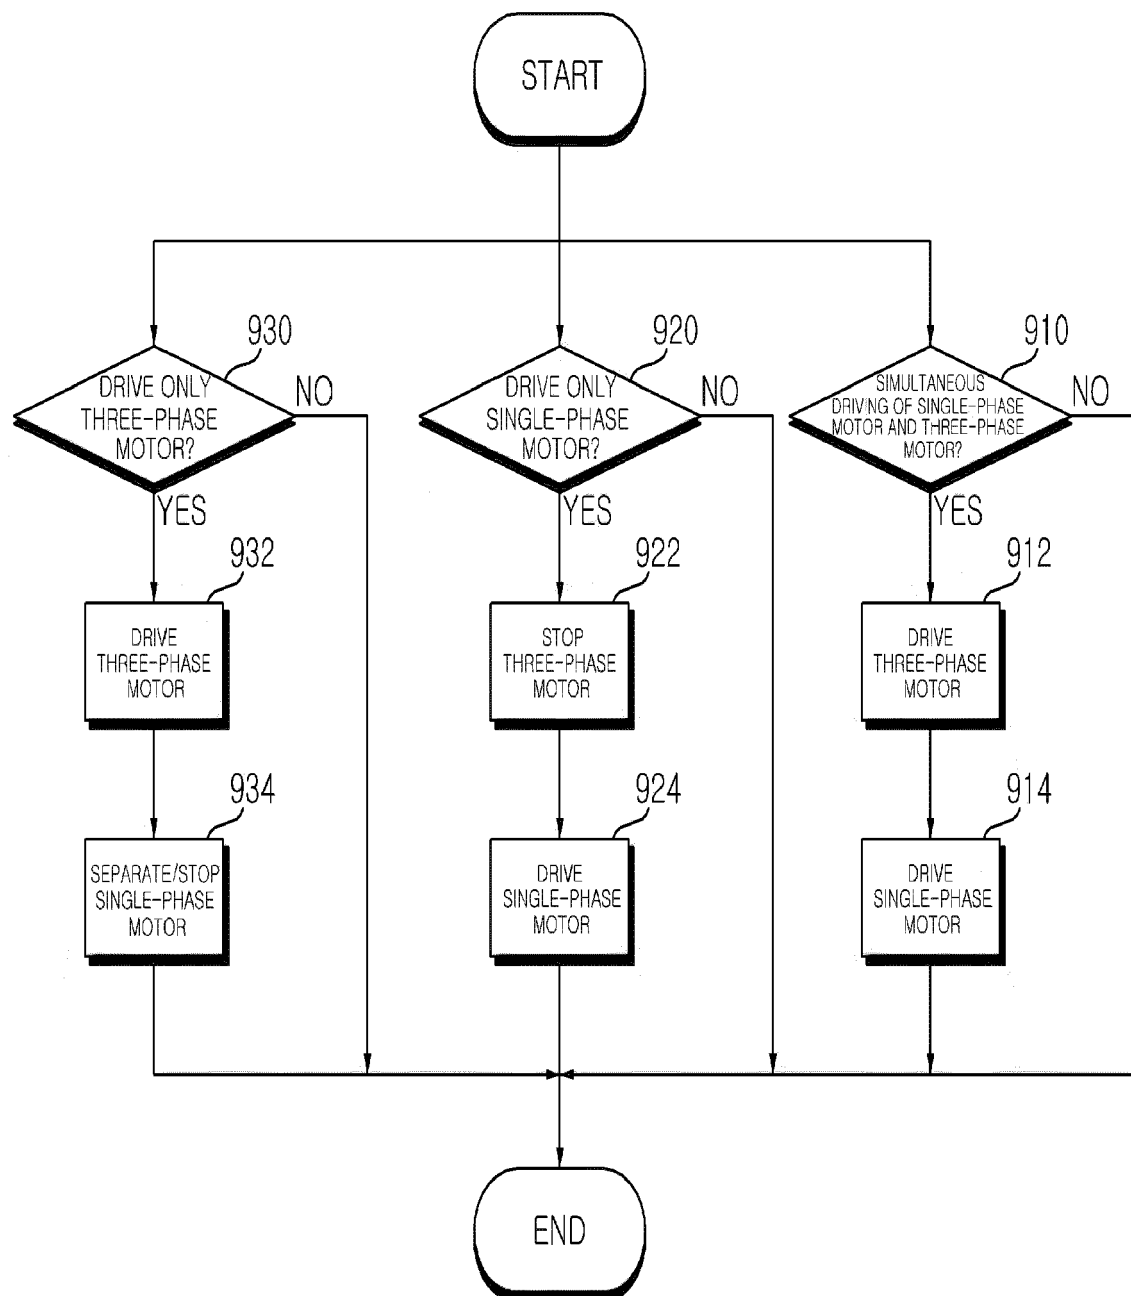 START
930
920
910
DRIVE ONLY
THREE-PHASE
MOTOR?
NO
DRIVE ONLY
SINGLE-PHASE
MOTOR?
NO
SIMULTANEOUS
DRIVING OF SINGLE-PHASE
MOTOR AND THREE-PHASE
MOTOR?
NO
YES
YES
YES
932
922
912
DRIVE
THREE-PHASE
MOTOR
STOP
THREE-PHASE
MOTOR
DRIVE
THREE-PHASE
MOTOR
934
924
914
SEPARATE/STOP
SINGLE-PHASE
MOTOR
DRIVE
SINGLE-PHASE
MOTOR
DRIVE
SINGLE-PHASE
MOTOR
END